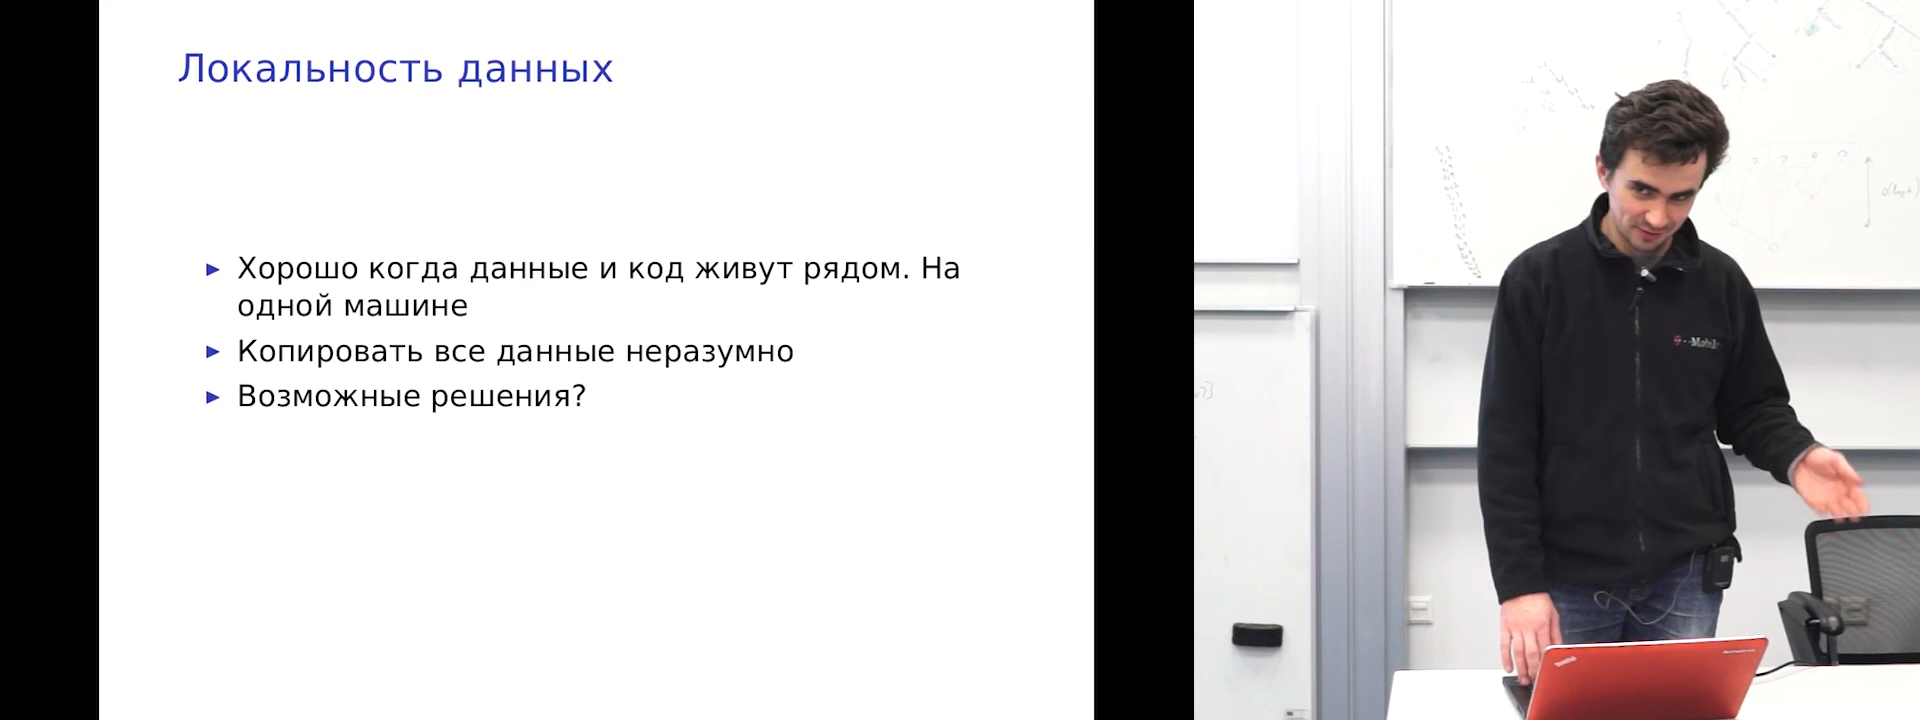 Локальность данных
Хорошо когда данные и код живут рядом. На
одной машине
Копировать все данные неразумно
Возможные решения?